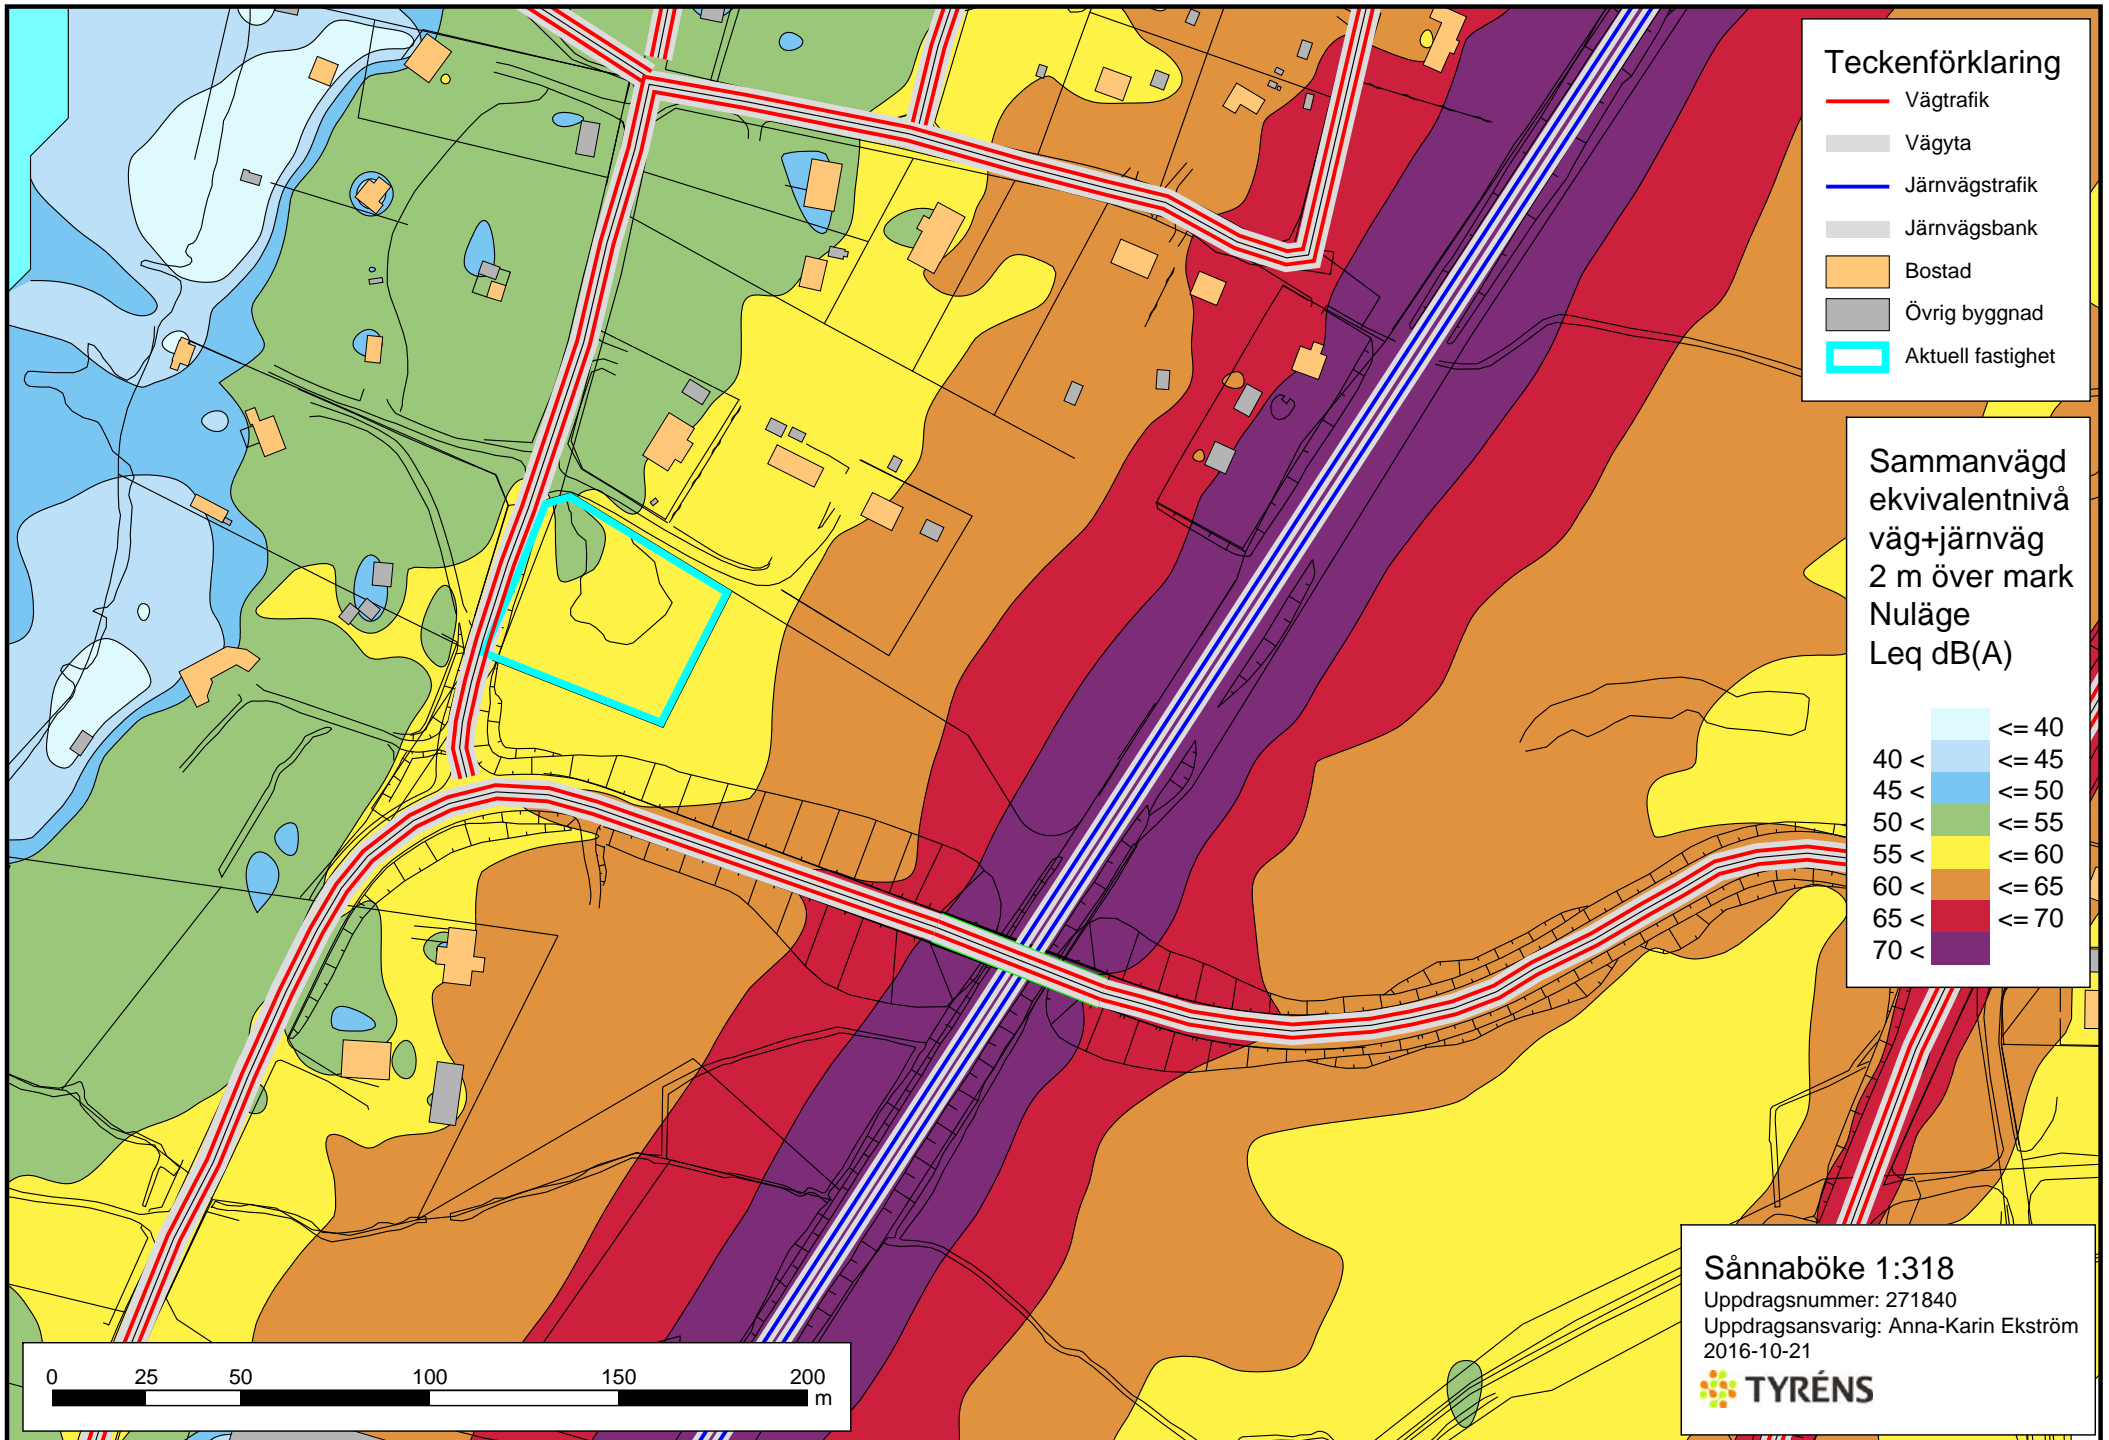 Teckenförklaring
Vägtrafik
Vägyta
Järnvägstrafik
Järnvägsbank
Bostad
Övrig byggnad
Aktuell fastighet
Sammanvägd
ekvivalentnivå
väg+järnväg
2 m över mark
Nuläge
Leq dB(A)
<= 40
40 < <= 45
45 < <= 50
50 < <= 55
55 < <= 60
60 < <= 65
65 < <= 70
70 <
Sånnaböke 1:318
Uppdragsnummer: 271840
Uppdragsansvarig: Anna-Karin Ekström
2016-10-21
TYRÉNS
0 25 50 100 150 200
m